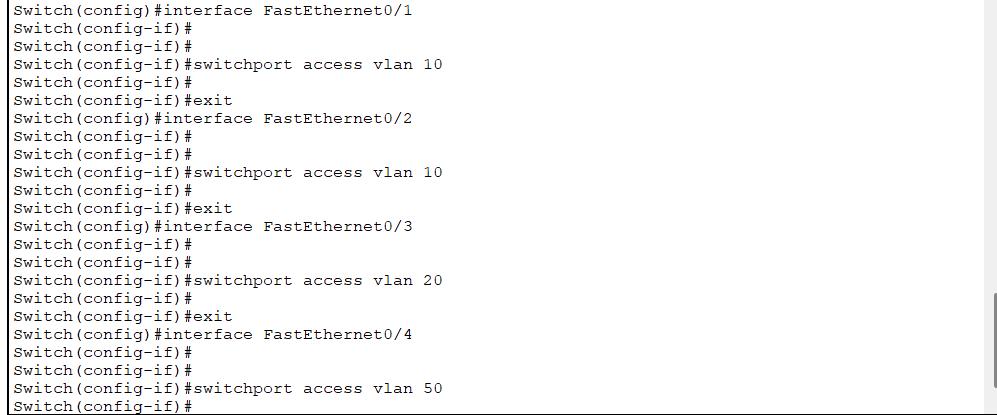 Switch(config)#interface FastEthernet0/1
Switch(config-if)#
Switch(config-if)#
Switch(config-if)#switchport access vlan 10
Switch(config-if)#
Switch(config-if)#exit
Switch(config)#interface FastEthernet0/2
Switch(config-if)#
Switch(config-if)#
Switch(config-if)#switchport access vlan 10
Switch(config-if)#
Switch(config-if)#exit
Switch(config)#interface FastEthernet0/3
Switch(config-if)#
Switch(config-if)#
Switch(config-if)#switchport access vlan 20
Switch(config-if)#
Switch(config-if)#exit
Switch(config)#interface FastEthernet0/4
Switch(config-if)#
Switch(config-if)#
Switch(config-if)#switchport access vlan 50
Switch(config-if)#